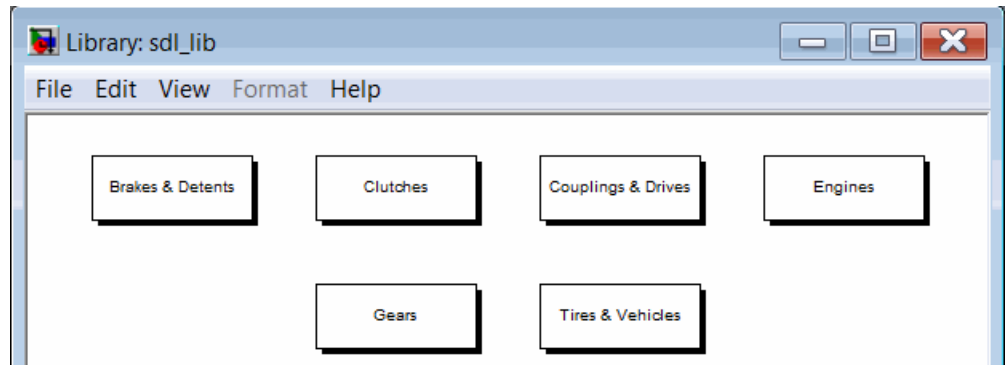 Library: sdl_lib
File Edit View Format Help
Brakes & Detents Clutches Couplings & Drives Engines
Gears Tires & Vehicles